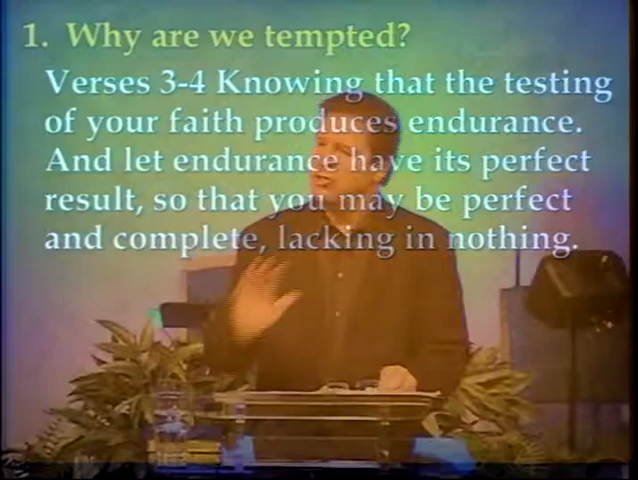 1. Why are we tempted?
Verses 3-4 Knowing that the testing
of your faith produces endurance.
And let endurance have its perfect
result, so that you may be perfect
and complete, lacking in nothing.